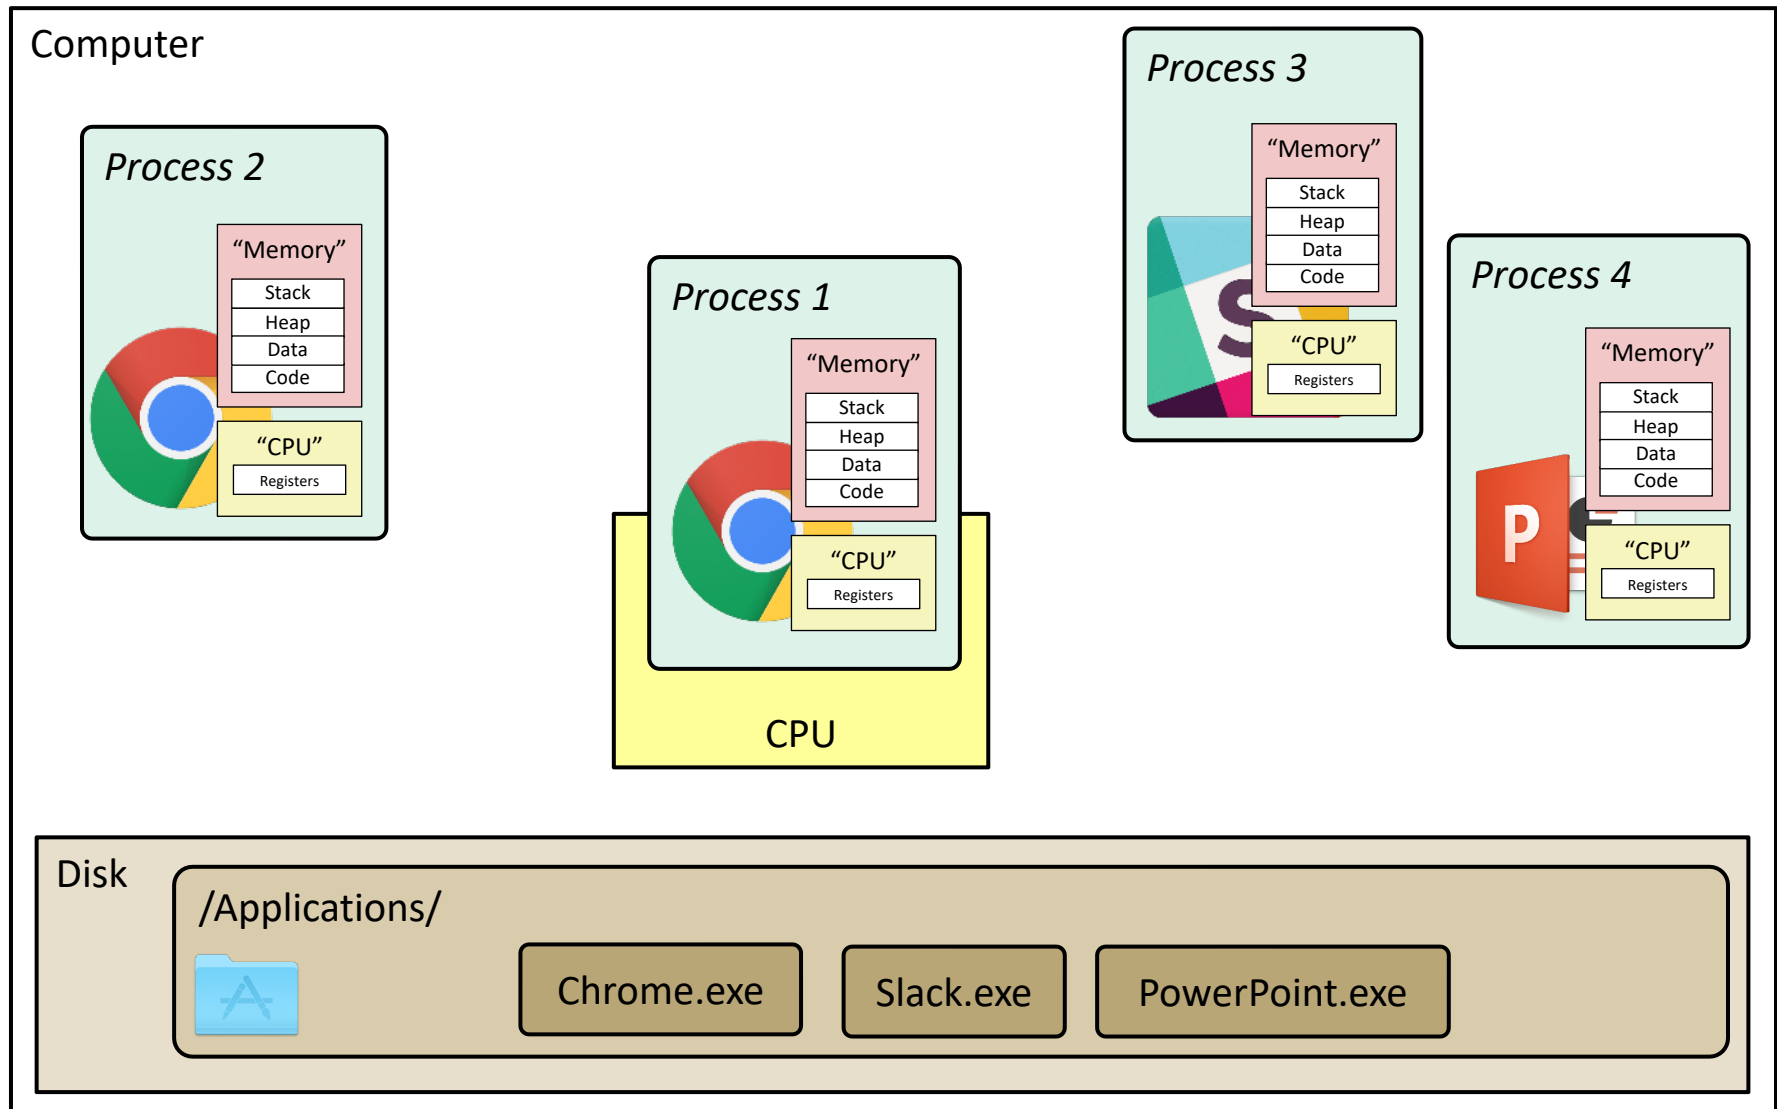 Computer
Process 2
“Memory”
Stack
Heap
Data
Code
“CPU”
Registers
Process 1
“Memory”
Stack
Heap
Data
Code
“CPU”
Registers
CPU
Process 3
“Memory”
Stack
Heap
Data
Code
“CPU”
Registers
S
Process 4
“Memory”
Stack
Heap
Data
Code
“CPU”
Registers
P
Disk
/Applications/
Chrome.exe
Slack.exe
PowerPoint.exe